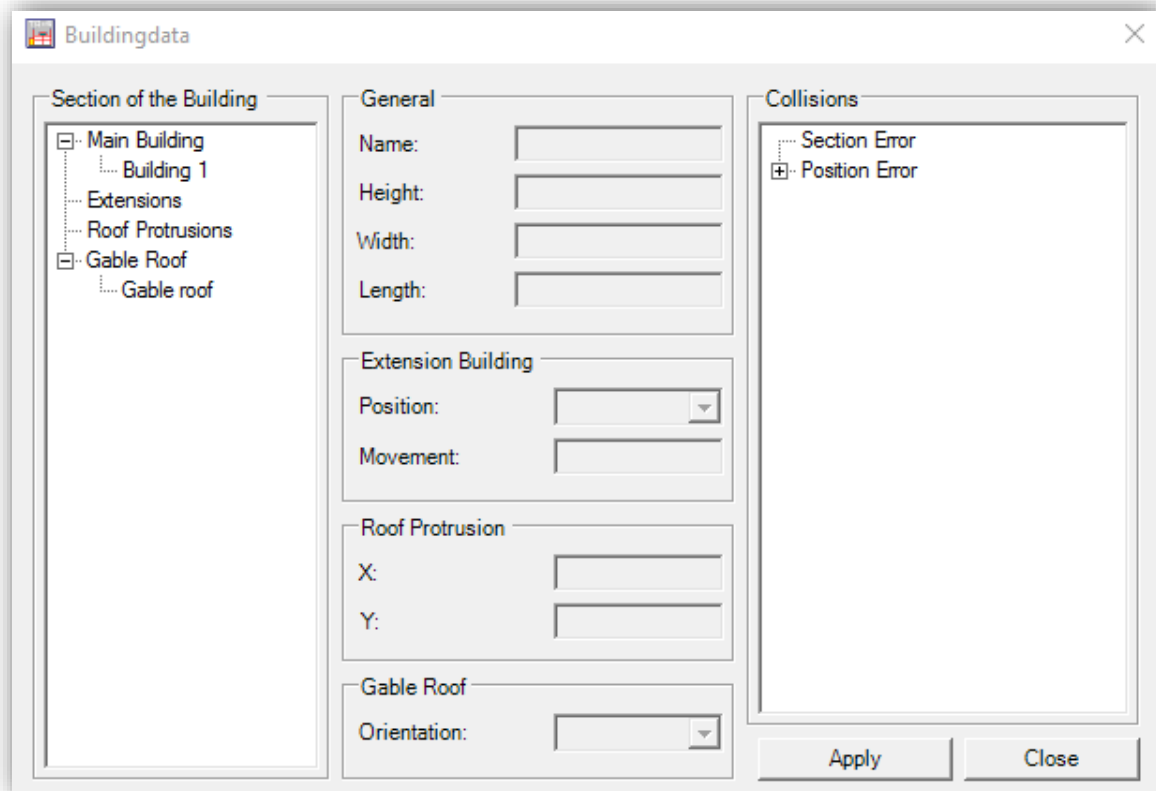 Buildingdata
Section of the Building
Main Building
Building 1
Extensions
Roof Protrusions
Gable Roof
Gable roof
General
Name:
Height:
Width:
Length:
Extension Building
Position:
Movement:
Roof Protrusion
X:
Y:
Gable Roof
Orientation:
Collisions
Section Error
Position Error
Apply
Close